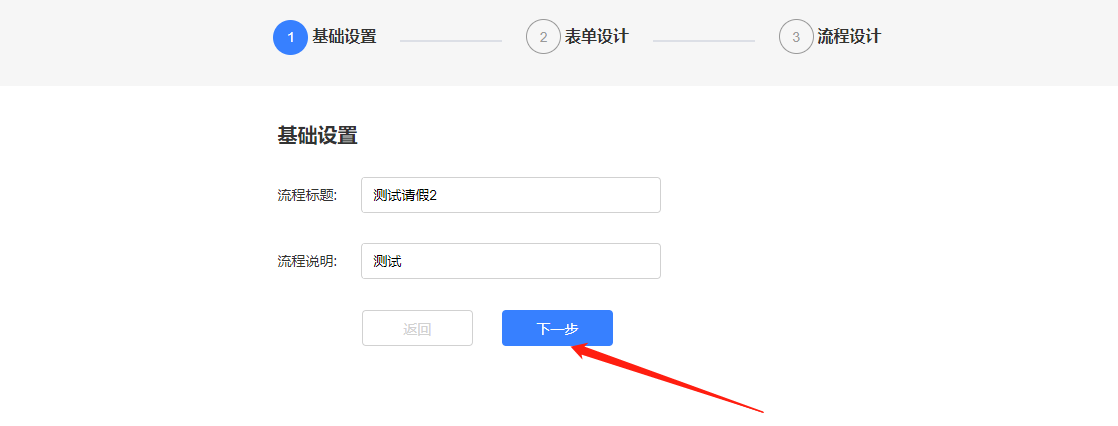 1 基础设置 2 表单设计 3 流程设计
基础设置
流程标题: 测试请假2
流程说明: 测试
返回 下一步